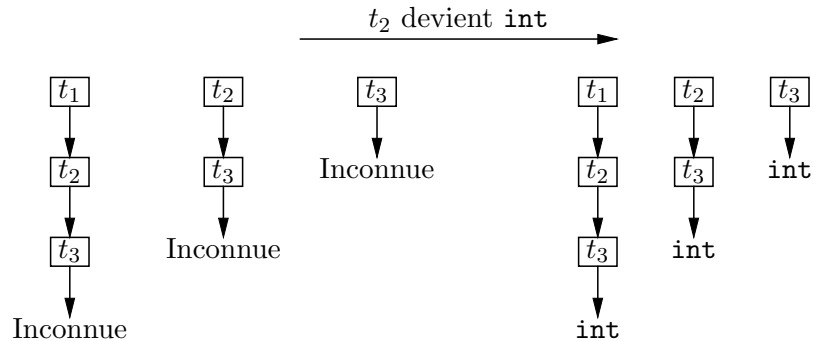 t₂ devient int
t₁ t₂ t₃ t₁ t₂ t₃
t₂ t₃ Inconnue t₂ t₃ int
t₃ Inconnue t₃ int
Inconnue int